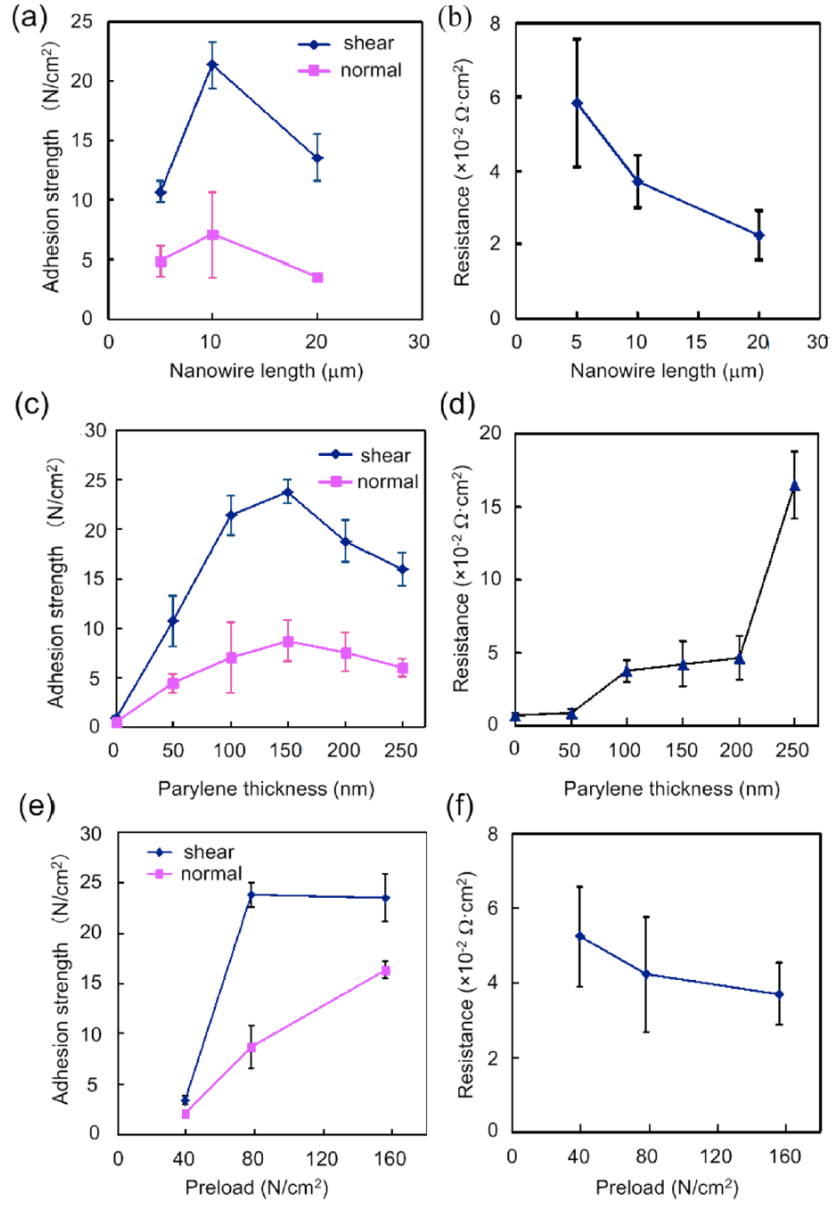 (a)
Adhesion strength (N/cm²)
25
20
15
10
5
0
shear
normal
0 10 20 30
Nanowire length (μm)
(b)
Resistance (×10⁻² Ω·cm²)
8
6
4
2
0
0 5 10 15 20 25 30
Nanowire length (μm)
(c)
Adhesion strength (N/cm²)
30
25
20
15
10
5
0
shear
normal
0 50 100 150 200 250
Parylene thickness (nm)
(d)
Resistance (×10⁻² Ω·cm²)
20
15
10
5
0
0 50 100 150 200 250
Parylene thickness (nm)
(e)
Adhesion strength (N/cm²)
30
25
20
15
10
5
0
shear
normal
0 40 80 120 160
Preload (N/cm²)
(f)
Resistance (×10⁻² Ω·cm²)
8
6
4
2
0
0 40 80 120 160
Preload (N/cm²)